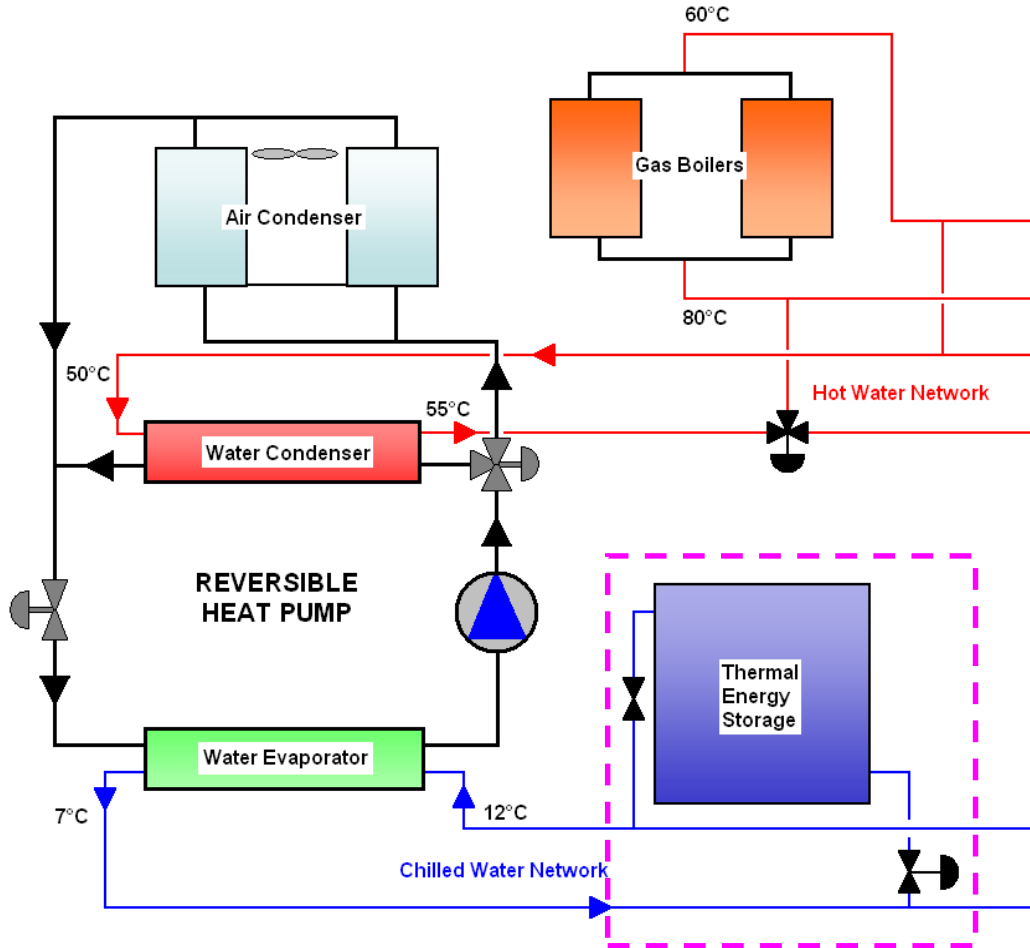 60°C
Gas Boilers
Air Condenser
80°C
50°C
55°C
Hot Water Network
Water Condenser
REVERSIBLE
HEAT PUMP
Thermal
Energy
Storage
Water Evaporator
7°C
12°C
Chilled Water Network